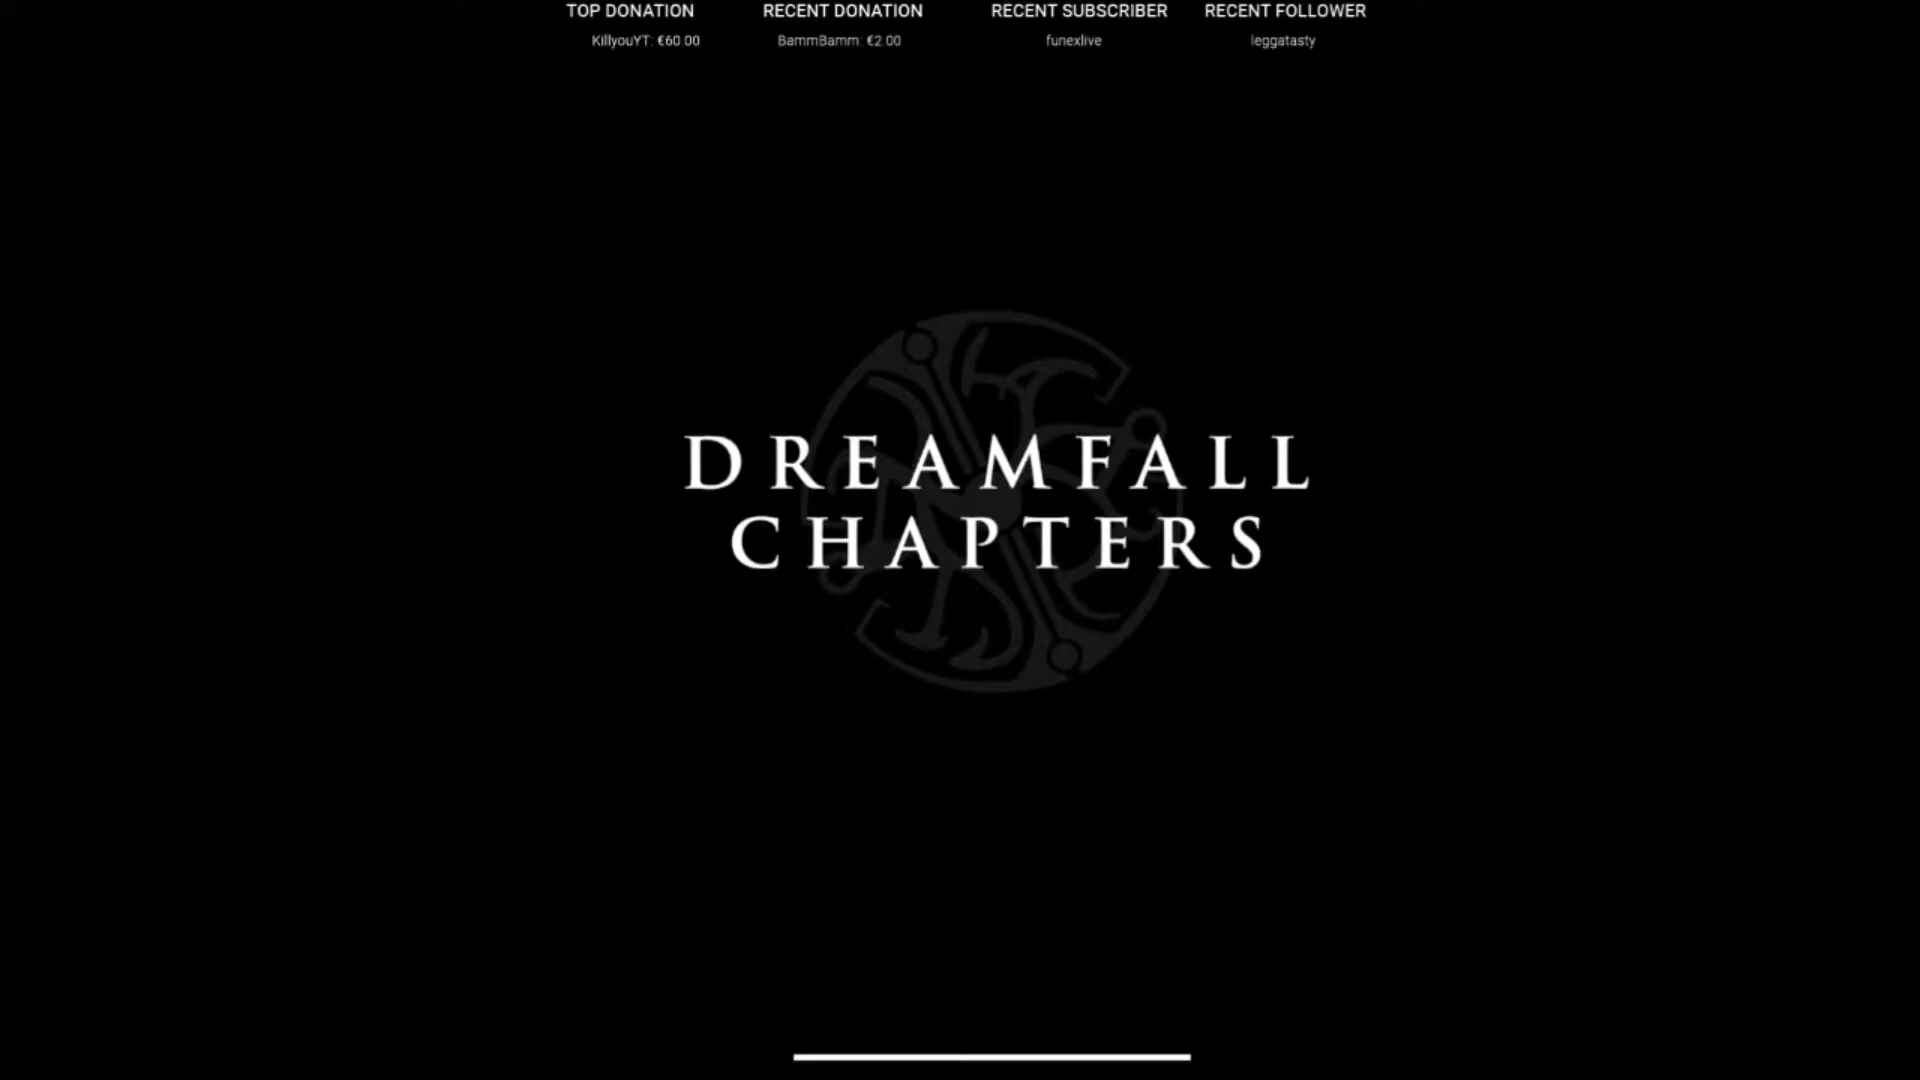 TOP DONATION RECENT DONATION RECENT SUBSCRIBER RECENT FOLLOWER
KillyouYT: €60.00 BammBamm: €2.00 funexlive leggatasty
DREAMFALL
CHAPTERS